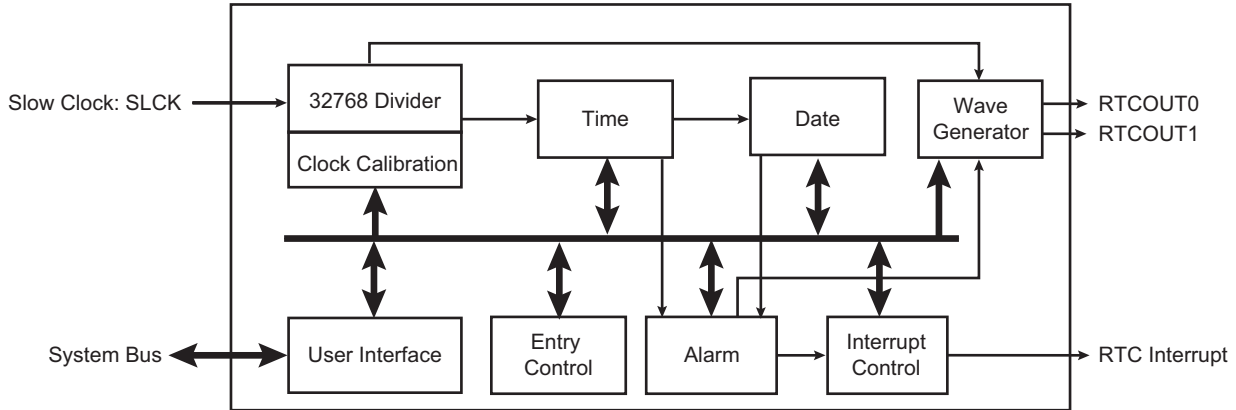 Slow Clock: SLCK
32768 Divider
Clock Calibration
Time
Date
Wave
Generator
RTCOUT0
RTCOUT1
System Bus
User Interface
Entry
Control
Alarm
Interrupt
Control
RTC Interrupt